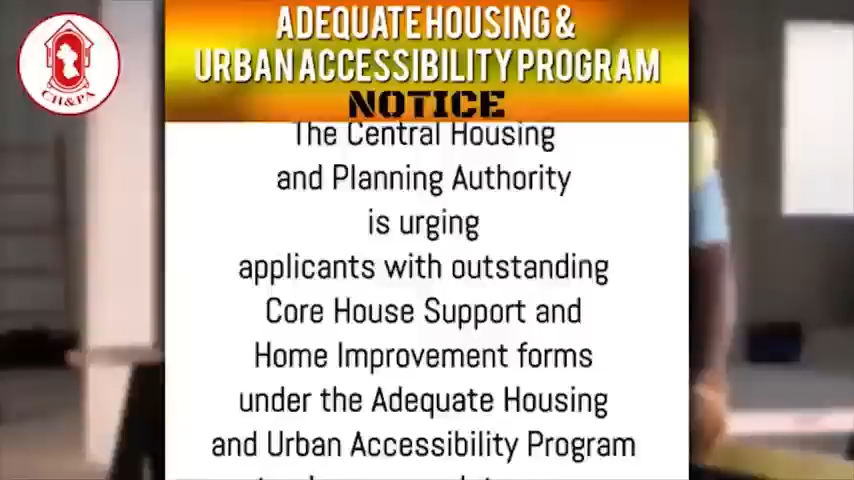 CH&PA
ADEQUATE HOUSING &
URBAN ACCESSIBILITY PROGRAM
NOTICE
The Central Housing
and Planning Authority
is urging
applicants with outstanding
Core House Support and
Home Improvement forms
under the Adequate Housing
and Urban Accessibility Program